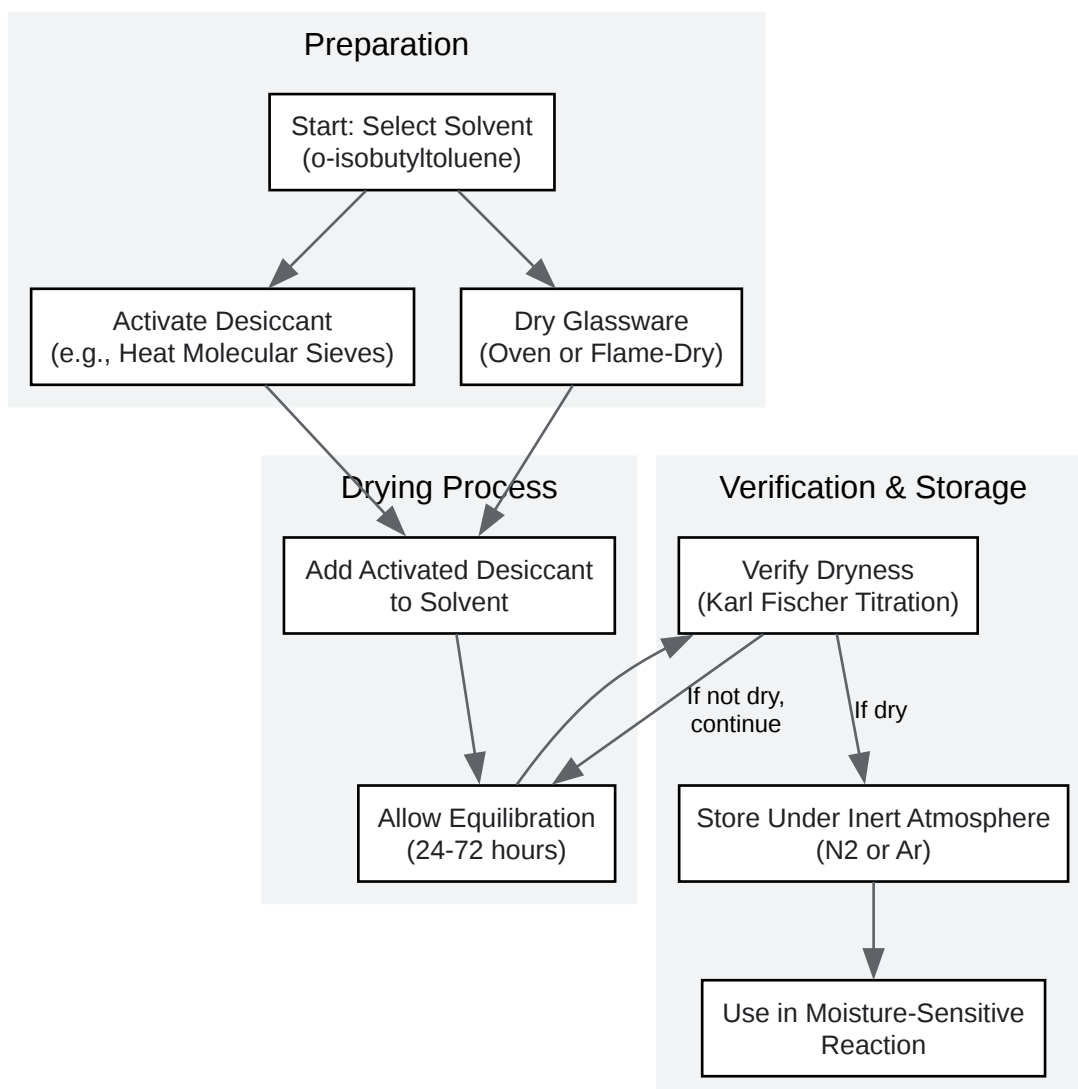 Preparation
Start: Select Solvent
(o-isobutyltoluene)
Activate Desiccant
(e.g., Heat Molecular Sieves)
Dry Glassware
(Oven or Flame-Dry)
Drying Process
Add Activated Desiccant
to Solvent
Allow Equilibration
(24-72 hours)
Verification & Storage
Verify Dryness
(Karl Fischer Titration)
If not dry,
continue
If dry
Store Under Inert Atmosphere
(N2 or Ar)
Use in Moisture-Sensitive
Reaction